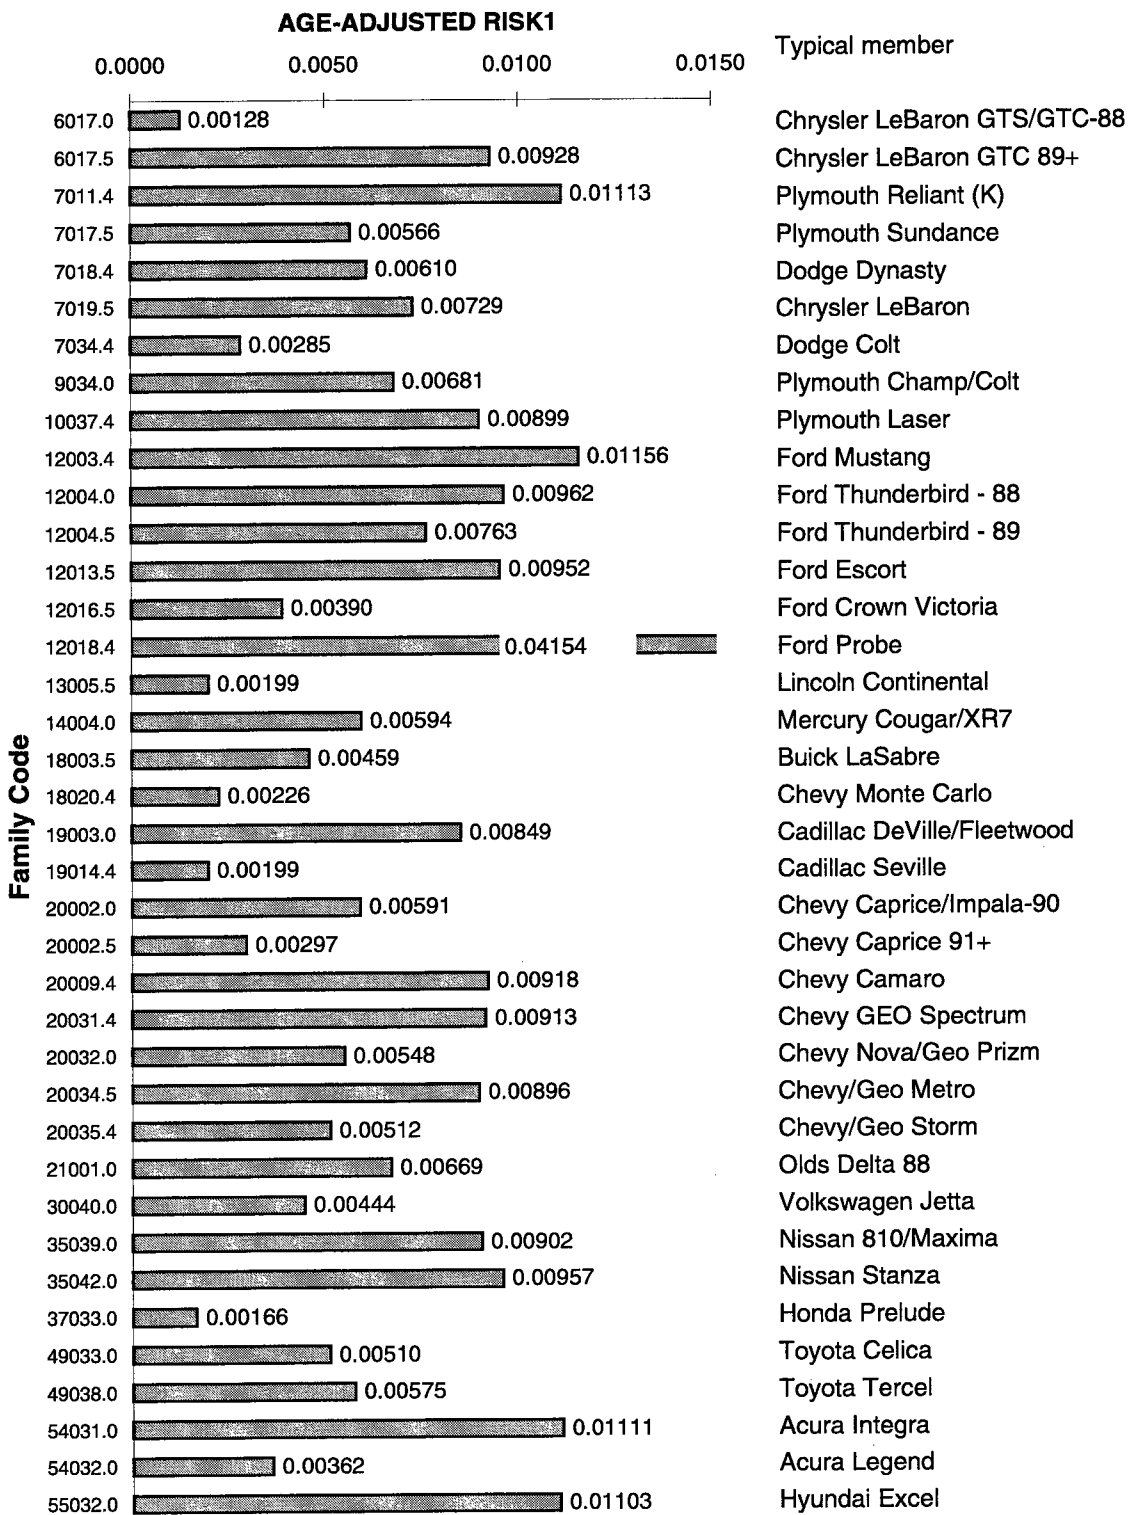 AGE-ADJUSTED RISK1
Typical member
0.0000 0.0050 0.0100 0.0150
Family Code
6017.0 0.00128 Chrysler LeBaron GTS/GTC-88
6017.5 0.00928 Chrysler LeBaron GTC 89+
7011.4 0.01113 Plymouth Reliant (K)
7017.5 0.00566 Plymouth Sundance
7018.4 0.00610 Dodge Dynasty
7019.5 0.00729 Chrysler LeBaron
7034.4 0.00285 Dodge Colt
9034.0 0.00681 Plymouth Champ/Colt
10037.4 0.00899 Plymouth Laser
12003.4 0.01156 Ford Mustang
12004.0 0.00962 Ford Thunderbird - 88
12004.5 0.00763 Ford Thunderbird - 89
12013.5 0.00952 Ford Escort
12016.5 0.00390 Ford Crown Victoria
12018.4 0.04154 Ford Probe
13005.5 0.00199 Lincoln Continental
14004.0 0.00594 Mercury Cougar/XR7
18003.5 0.00459 Buick LaSabre
18020.4 0.00226 Chevy Monte Carlo
19003.0 0.00849 Cadillac DeVille/Fleetwood
19014.4 0.00199 Cadillac Seville
20002.0 0.00591 Chevy Caprice/Impala-90
20002.5 0.00297 Chevy Caprice 91+
20009.4 0.00918 Chevy Camaro
20031.4 0.00913 Chevy GEO Spectrum
20032.0 0.00548 Chevy Nova/Geo Prizm
20034.5 0.00896 Chevy/Geo Metro
20035.4 0.00512 Chevy/Geo Storm
21001.0 0.00669 Olds Delta 88
30040.0 0.00444 Volkswagen Jetta
35039.0 0.00902 Nissan 810/Maxima
35042.0 0.00957 Nissan Stanza
37033.0 0.00166 Honda Prelude
49033.0 0.00510 Toyota Celica
49038.0 0.00575 Toyota Tercel
54031.0 0.01111 Acura Integra
54032.0 0.00362 Acura Legend
55032.0 0.01103 Hyundai Excel